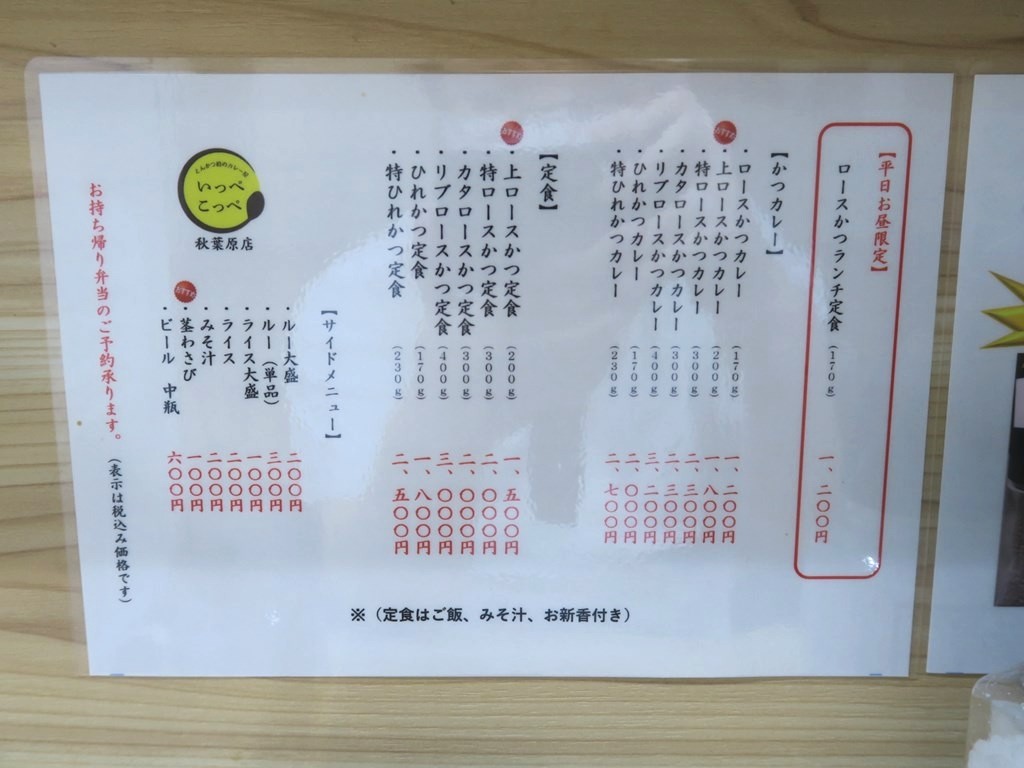 【平日お昼限定】
ロースかつランチ定食 （170g） 一、二〇〇円
【かつカレー】
・ロースかつカレー （170g） 一、二〇〇円
おすすめ
・上ロースかつカレー （200g） 一、八〇〇円
・特ロースかつカレー （300g） 二、三〇〇円
・カタロースかつカレー （300g） 二、三〇〇円
・リブロースかつカレー （400g） 三、二〇〇円
・ひれかつカレー （170g） 二、〇〇〇円
・特ひれかつカレー （230g） 二、七〇〇円
【定食】
おすすめ
・上ロースかつ定食 （200g） 一、五〇〇円
・特ロースかつ定食 （300g） 二、〇〇〇円
・カタロースかつ定食 （300g） 二、〇〇〇円
・リブロースかつ定食 （400g） 三、〇〇〇円
・ひれかつ定食 （170g） 一、八〇〇円
・特ひれかつ定食 （230g） 二、五〇〇円
【サイドメニュー】
・ルー大盛 二〇〇円
・ルー（単品） 三〇〇円
・ライス大盛 一〇〇円
・ライス 二〇〇円
・みそ汁 二〇〇円
おすすめ
・茎わさび 一〇〇円
・ビール 中瓶 六〇〇円
いっぺ
こっぺ
秋葉原店
お持ち帰り弁当のご予約承ります。（表示は税込み価格です）
※（定食はご飯、みそ汁、お新香付き）